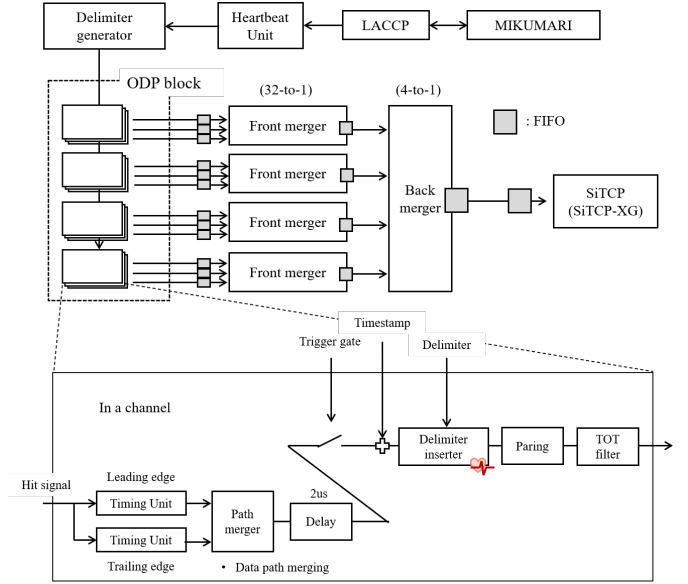 Delimiter
generator
Heartbeat
Unit
LACCP
MIKUMARI
ODP block
(32-to-1)
(4-to-1)
: FIFO
Front merger
Front merger
Front merger
Front merger
Back
merger
SiTCP
(SiTCP-XG)
Timestamp
Trigger gate
Delimiter
In a channel
Delimiter
inserter
Paring
TOT
filter
Hit signal
Leading edge
Timing Unit
Timing Unit
Trailing edge
Path
merger
2us
Delay
• Data path merging